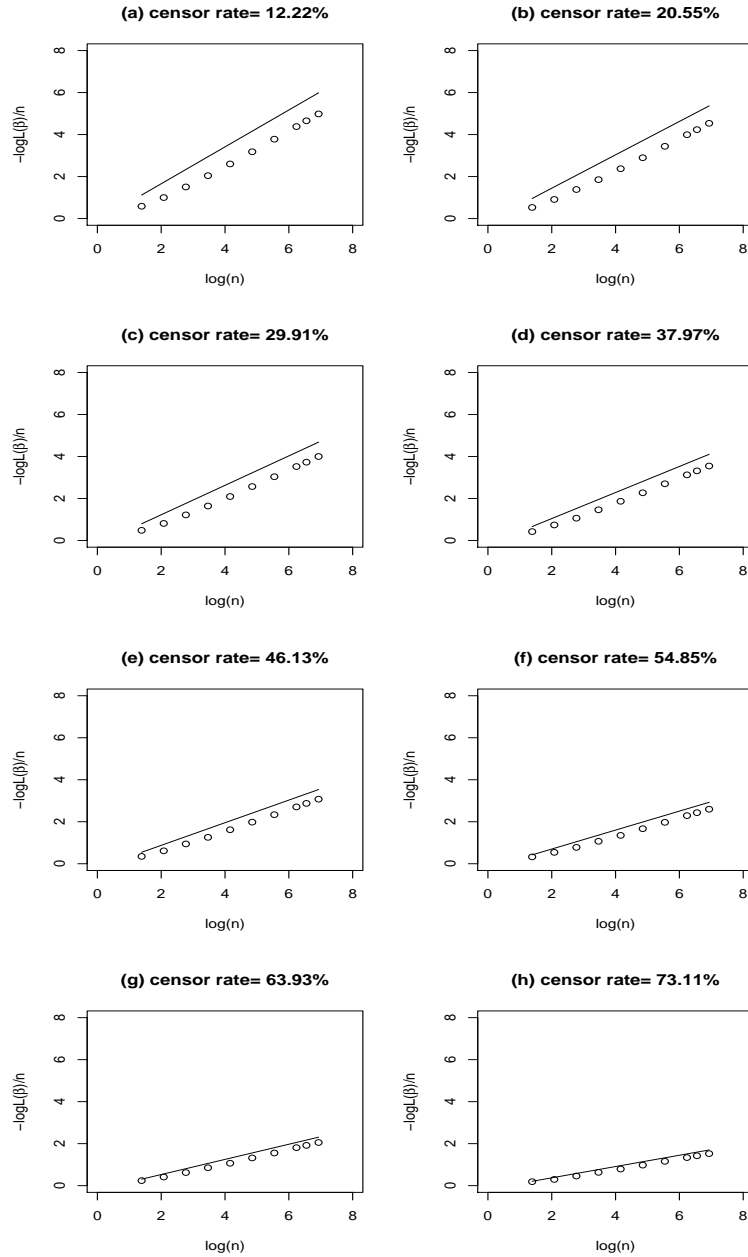 (a) censor rate= 12.22%
−logL(β)/n
0 2 4 6 8
0 2 4 6 8
log(n)
(b) censor rate= 20.55%
−logL(β)/n
0 2 4 6 8
0 2 4 6 8
log(n)
(c) censor rate= 29.91%
−logL(β)/n
0 2 4 6 8
0 2 4 6 8
log(n)
(d) censor rate= 37.97%
−logL(β)/n
0 2 4 6 8
0 2 4 6 8
log(n)
(e) censor rate= 46.13%
−logL(β)/n
0 2 4 6 8
0 2 4 6 8
log(n)
(f) censor rate= 54.85%
−logL(β)/n
0 2 4 6 8
0 2 4 6 8
log(n)
(g) censor rate= 63.93%
−logL(β)/n
0 2 4 6 8
0 2 4 6 8
log(n)
(h) censor rate= 73.11%
−logL(β)/n
0 2 4 6 8
0 2 4 6 8
log(n)